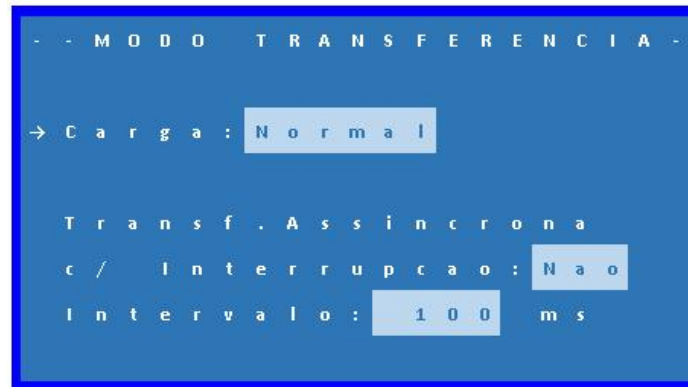 --MODO TRANSFERENCIA-
→Carga:Normal
Transf.Assincrona
c/ Interrupcao:Nao
Intervalo: 100 ms